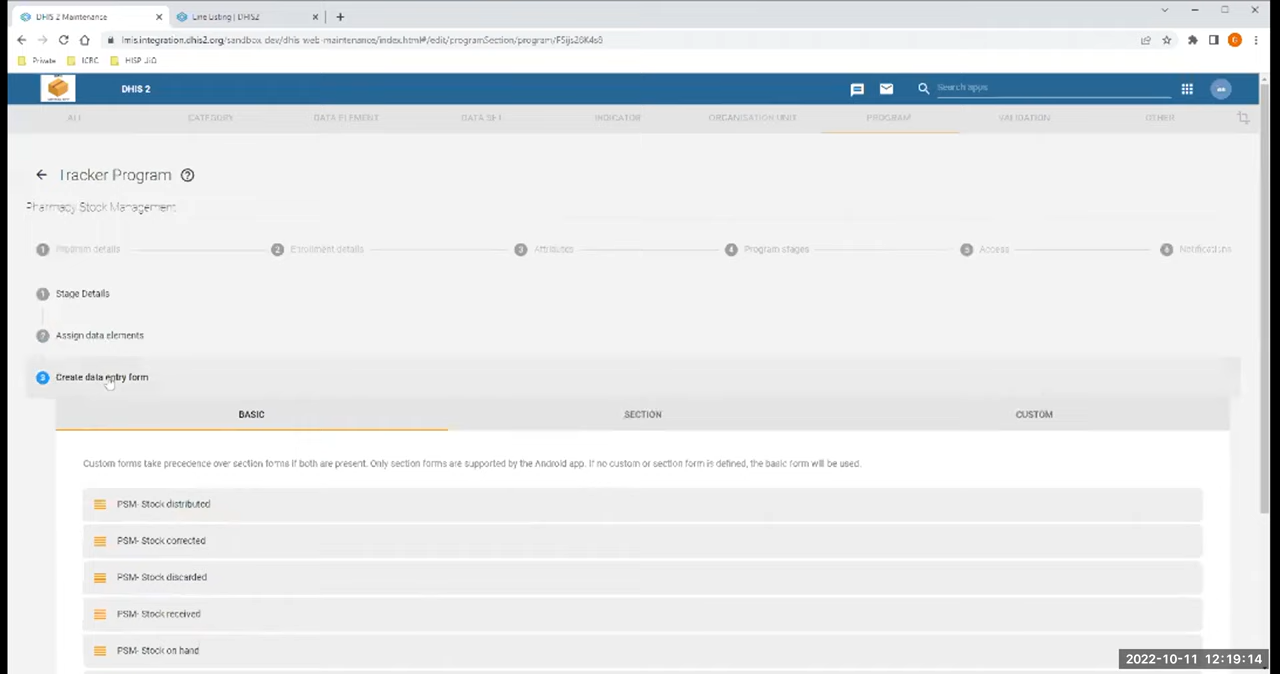 DHIS 2 Maintenance
Line Listing | DHIS2
lmis.integration.dhis2.org/sandbox-dev/dhis-web-maintenance/index.html#/edit/programSection/program/
Private
ICRC
HISP UiO
DHIS 2
Search apps
ALL CATEGORY DATA ELEMENT DATA SET INDICATOR ORGANISATION UNIT PROGRAM VALIDATION OTHER
Tracker Program
Pharmacy Stock Management
1 Program details 2 Enrollment details 3 Attributes 4 Program stages 5 Access 6 Notifications
1 Stage Details
2 Assign data elements
3 Create data entry form
BASIC SECTION CUSTOM
Custom forms take precedence over section forms if both are present. Only section forms are supported by the Android app. If no custom or section form is defined, the basic form will be used.
PSM- Stock distributed
PSM- Stock corrected
PSM- Stock discarded
PSM- Stock received
PSM- Stock on hand
2022-10-11 12:19:14